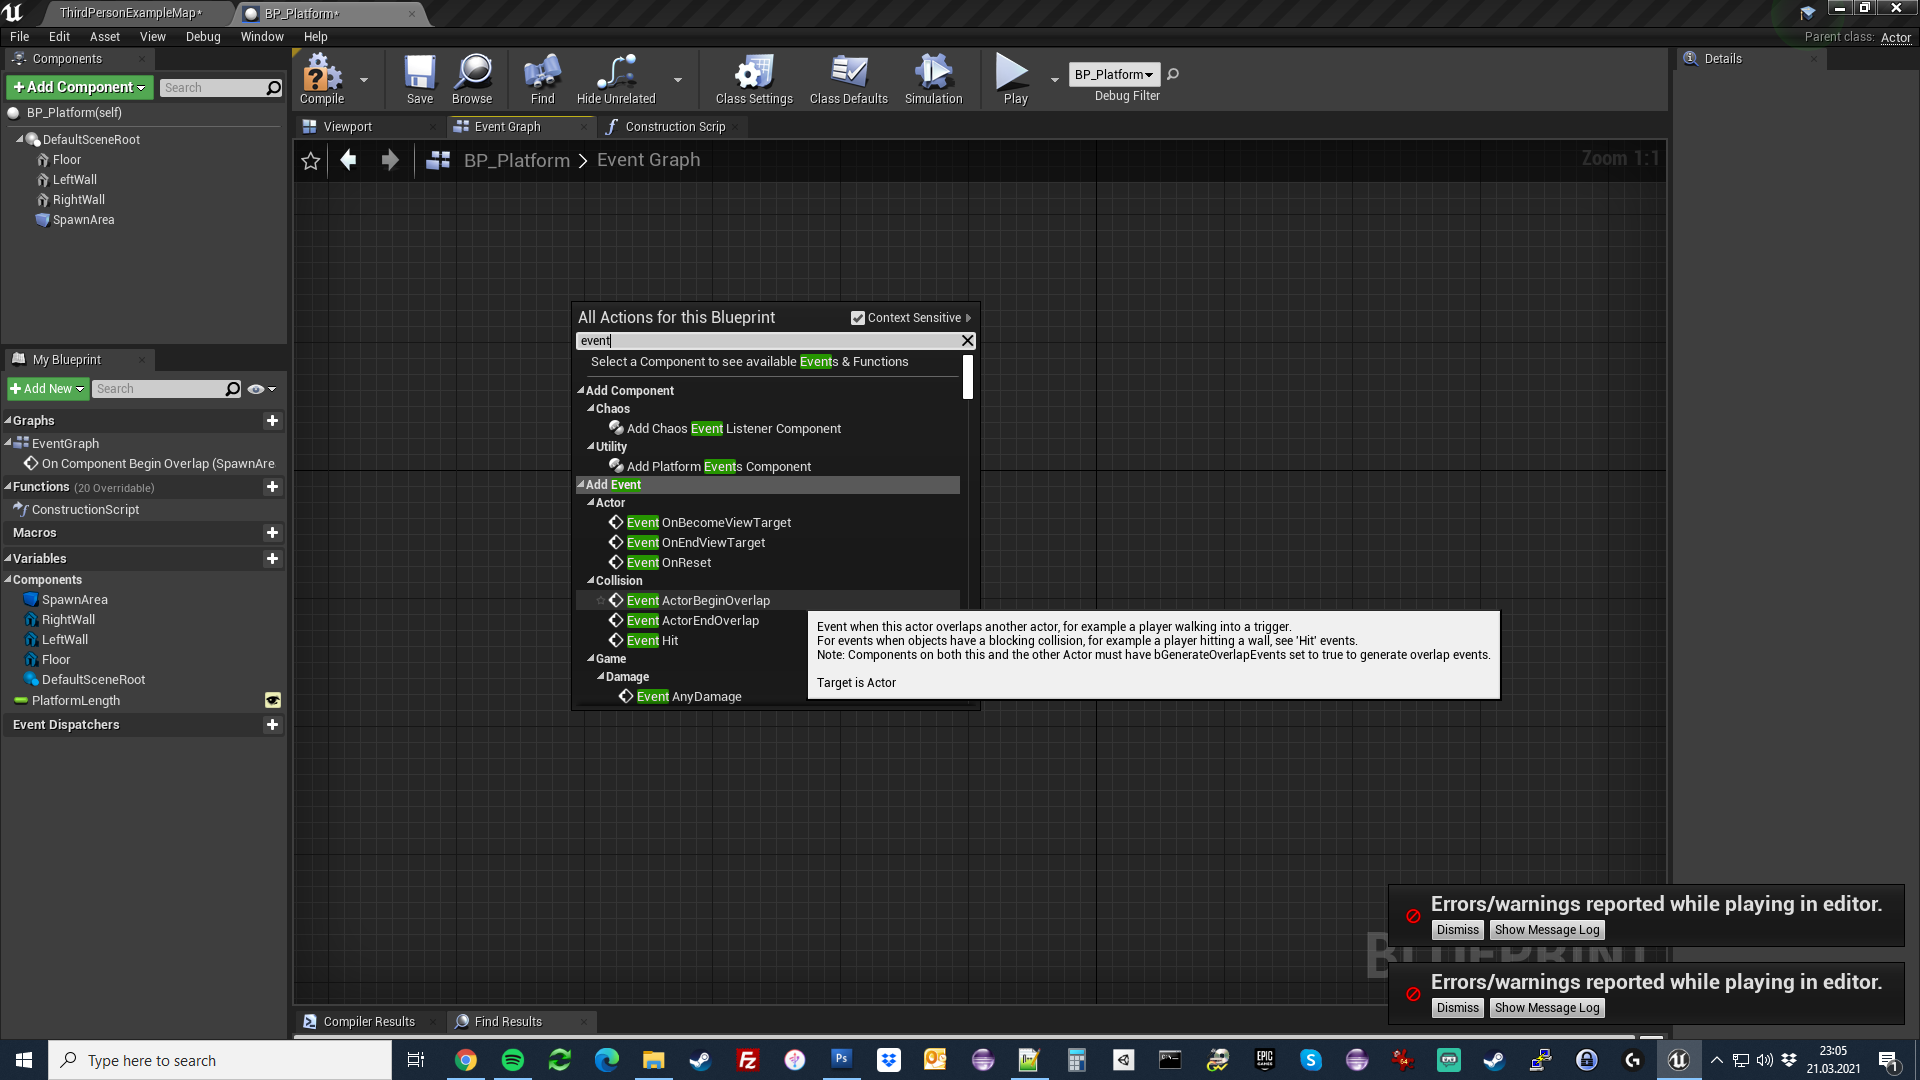 ThirdPersonExampleMap*
BP_Platform*
File Edit Asset View Debug Window Help
Parent class: Actor
Components
+Add Component
Search
BP_Platform(self)
DefaultSceneRoot
Floor
LeftWall
RightWall
SpawnArea
Compile
Save
Browse
Find
Hide Unrelated
Class Settings
Class Defaults
Simulation
Play
BP_Platform
Debug Filter
Details
Viewport
Event Graph
Construction Scrip
BP_Platform > Event Graph
Zoom 1:1
All Actions for this Blueprint
Context Sensitive
event
Select a Component to see available Events & Functions
Add Component
Chaos
Add Chaos Event Listener Component
Utility
Add Platform Events Component
Add Event
Actor
Event OnBecomeViewTarget
Event OnEndViewTarget
Event OnReset
Collision
Event ActorBeginOverlap
Event ActorEndOverlap
Event Hit
Game
Damage
Event AnyDamage
Event when this actor overlaps another actor, for example a player walking into a trigger.
For events when objects have a blocking collision, for example a player hitting a wall, see 'Hit' events.
Note: Components on both this and the other Actor must have bGenerateOverlapEvents set to true to generate overlap events.
Target is Actor
My Blueprint
+Add New
Search
Graphs
EventGraph
On Component Begin Overlap (SpawnAre
Functions (20 Overridable)
ConstructionScript
Macros
Variables
Components
SpawnArea
RightWall
LeftWall
Floor
DefaultSceneRoot
PlatformLength
Event Dispatchers
BLUEPRINT
Errors/warnings reported while playing in editor.
Dismiss
Show Message Log
Errors/warnings reported while playing in editor.
Dismiss
Show Message Log
Compiler Results
Find Results
Type here to search
Ps
Fz
EPIC
GAMES
64
23:05
21.03.2021
1